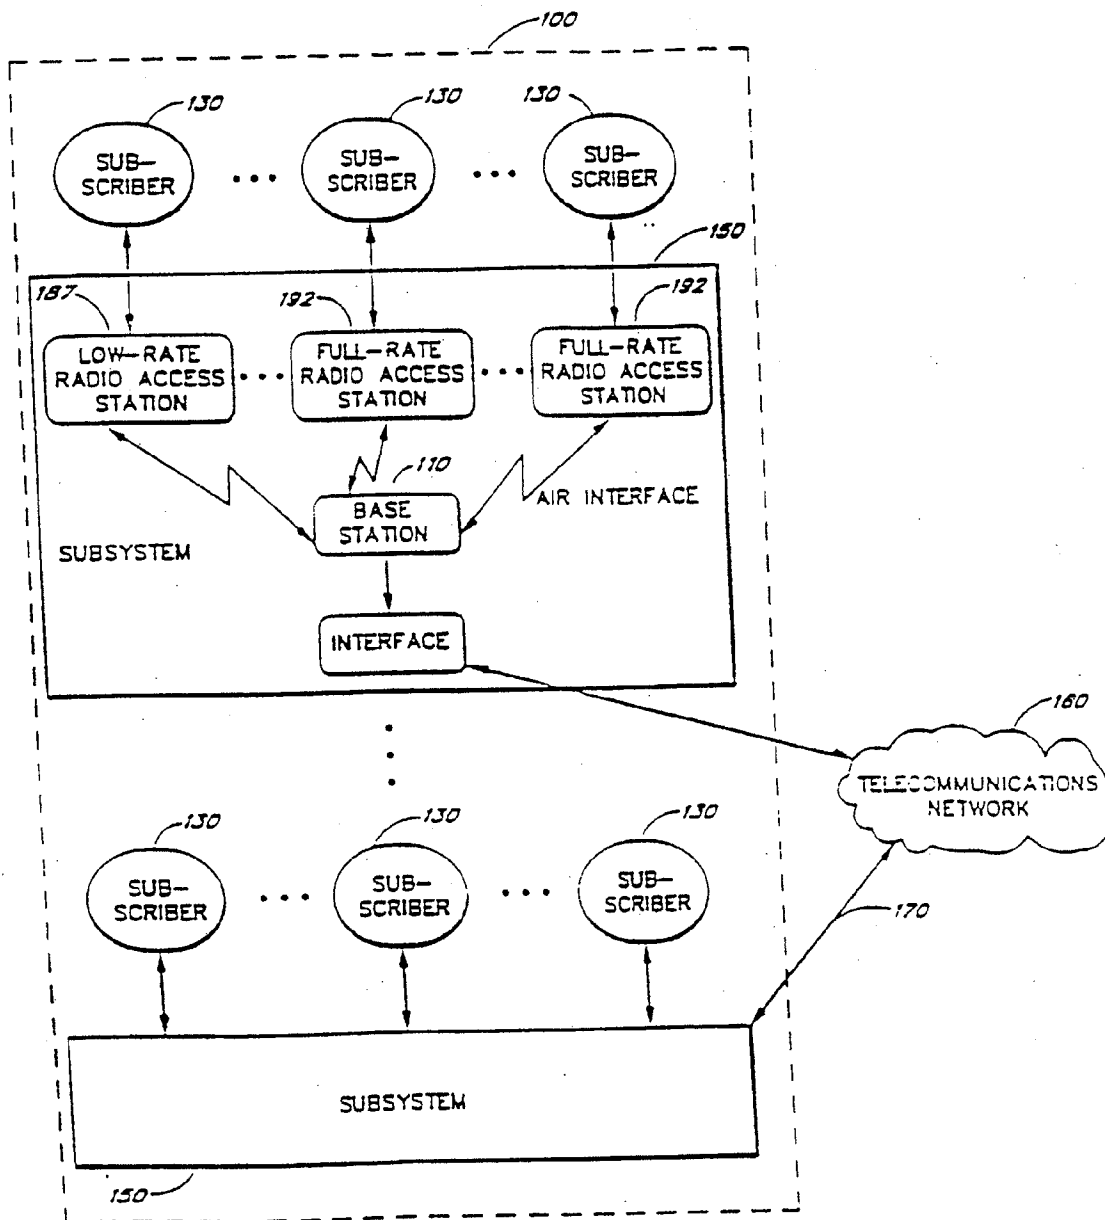 100
130
130
130
SUB-
SCRIBER
SUB-
SCRIBER
SUB-
SCRIBER
150
187
192
192
LOW-RATE
RADIO ACCESS
STATION
FULL-RATE
RADIO ACCESS
STATION
FULL-RATE
RADIO ACCESS
STATION
110
BASE
STATION
AIR INTERFACE
SUBSYSTEM
INTERFACE
160
TELECOMMUNICATIONS
NETWORK
130
130
130
SUB-
SCRIBER
SUB-
SCRIBER
SUB-
SCRIBER
170
SUBSYSTEM
150